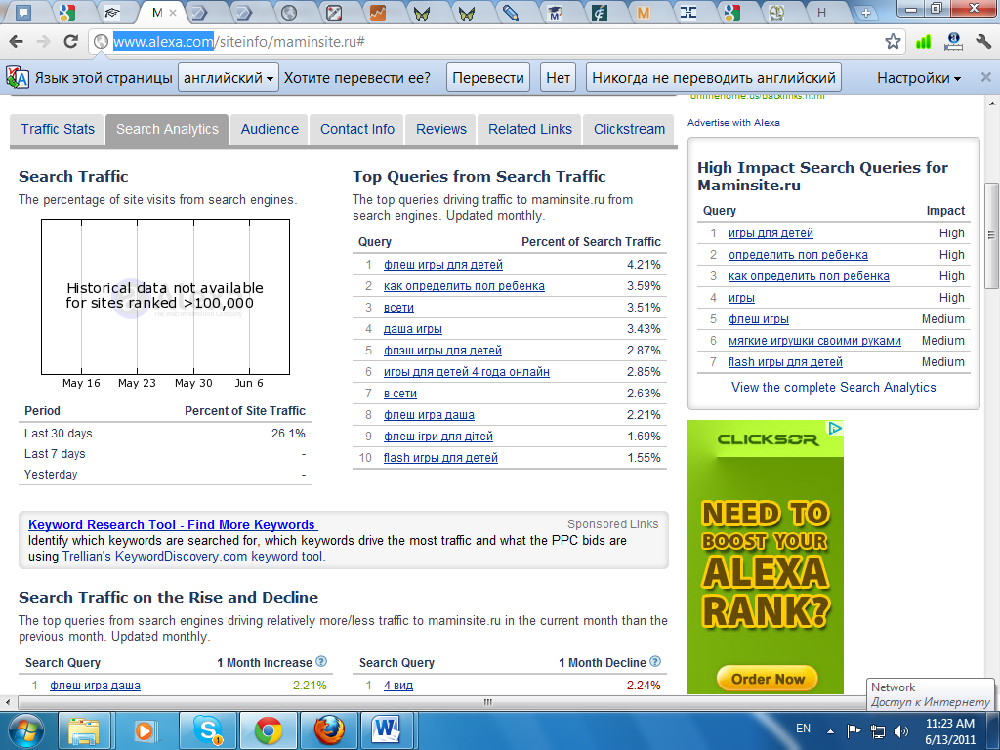 M
H
www.alexa.com/siteinfo/maminsite.ru#
Язык этой страницы английский Хотите перевести ее? Перевести Нет Никогда не переводить английский Настройки
onlinehome.us/backlinks.html
Advertise with Alexa
Traffic Stats Search Analytics Audience Contact Info Reviews Related Links Clickstream
Search Traffic
The percentage of site visits from search engines.
Historical data not available
for sites ranked >100,000
May 16 May 23 May 30 Jun 6
Period Percent of Site Traffic
Last 30 days 26.1%
Last 7 days -
Yesterday -
Top Queries from Search Traffic
The top queries driving traffic to maminsite.ru from
search engines. Updated monthly.
Query Percent of Search Traffic
1 флеш игры для детей 4.21%
2 как определить пол ребенка 3.59%
3 всети 3.51%
4 даша игры 3.43%
5 флэш игры для детей 2.87%
6 игры для детей 4 года онлайн 2.85%
7 в сети 2.63%
8 флеш игра даша 2.21%
9 флеш ігри для дітей 1.69%
10 flash игры для детей 1.55%
High Impact Search Queries for
Maminsite.ru
Query Impact
1 игры для детей High
2 определить пол ребенка High
3 как определить пол ребенка High
4 игры High
5 флеш игры Medium
6 мягкие игрушки своими руками Medium
7 flash игры для детей Medium
View the complete Search Analytics
Keyword Research Tool - Find More Keywords Sponsored Links
Identify which keywords are searched for, which keywords drive the most traffic and what the PPC bids are
using Trellian's KeywordDiscovery.com keyword tool.
CLICKSOR
NEED TO
BOOST YOUR
ALEXA
RANK?
Order Now
Search Traffic on the Rise and Decline
The top queries from search engines driving relatively more/less traffic to maminsite.ru in the current month than the
previous month. Updated monthly.
Search Query 1 Month Increase ?
1 флеш игра даша 2.21%
Search Query 1 Month Decline ?
1 4 вид 2.24%
Network
Доступ к Интернету
EN
11:23 AM
6/13/2011